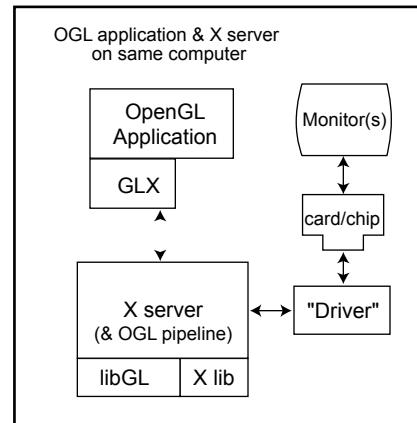 OGL application & X server
on same computer
OpenGL
Application
GLX
Monitor(s)
card/chip
X server
(& OGL pipeline)
"Driver"
libGL
X lib